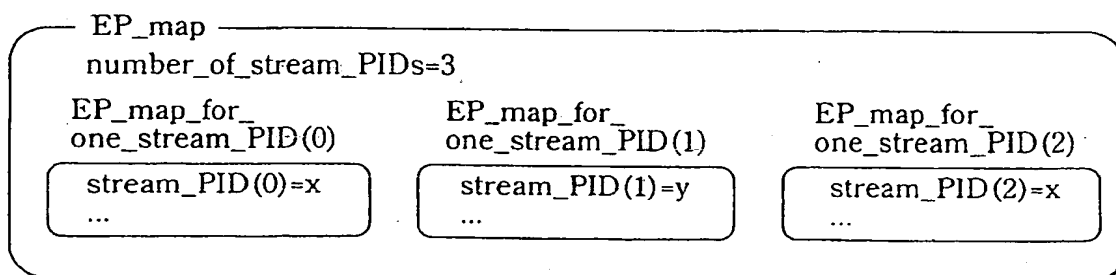 EP_map
number_of_stream_PIDs=3
EP_map_for_
one_stream_PID(0)
stream_PID(0)=x
...
EP_map_for_
one_stream_PID(1)
stream_PID(1)=y
...
EP_map_for_
one_stream_PID(2)
stream_PID(2)=x
...